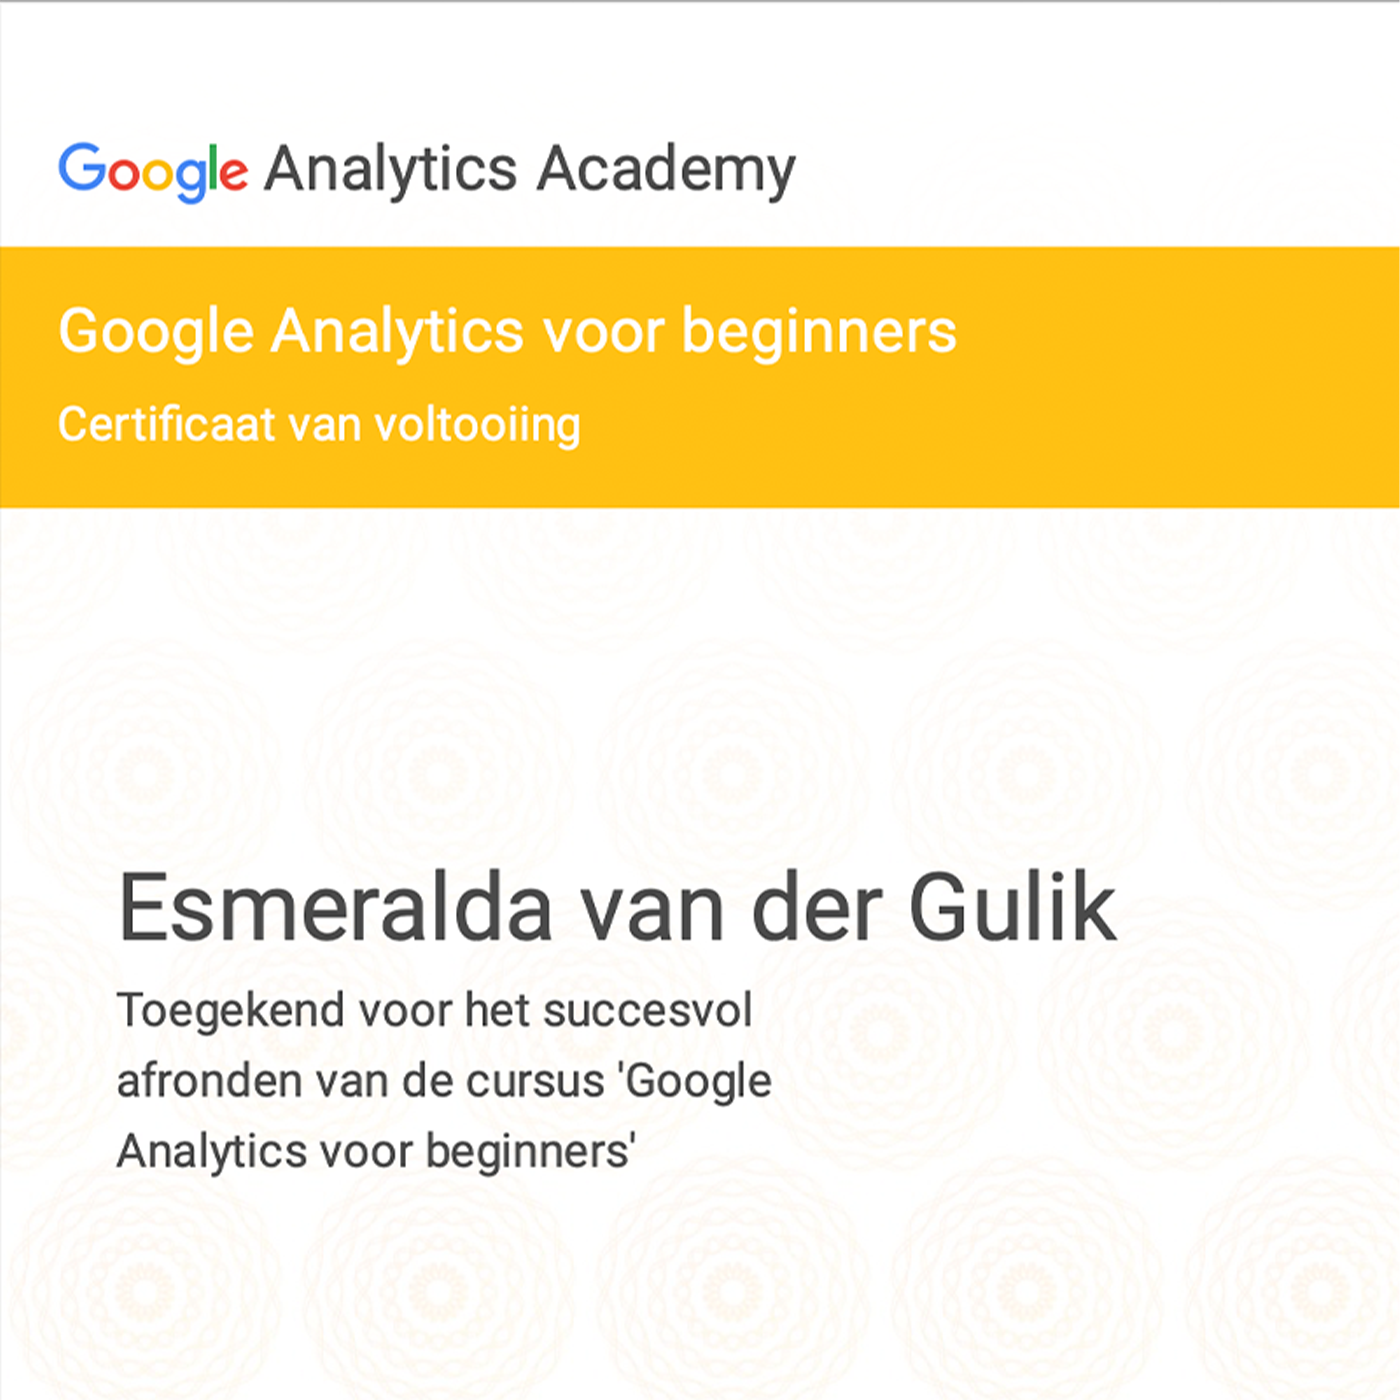 Google Analytics Academy
Google Analytics voor beginners
Certificaat van voltooiing
Esmeralda van der Gulik
Toegekend voor het succesvol
afronden van de cursus 'Google
Analytics voor beginners'